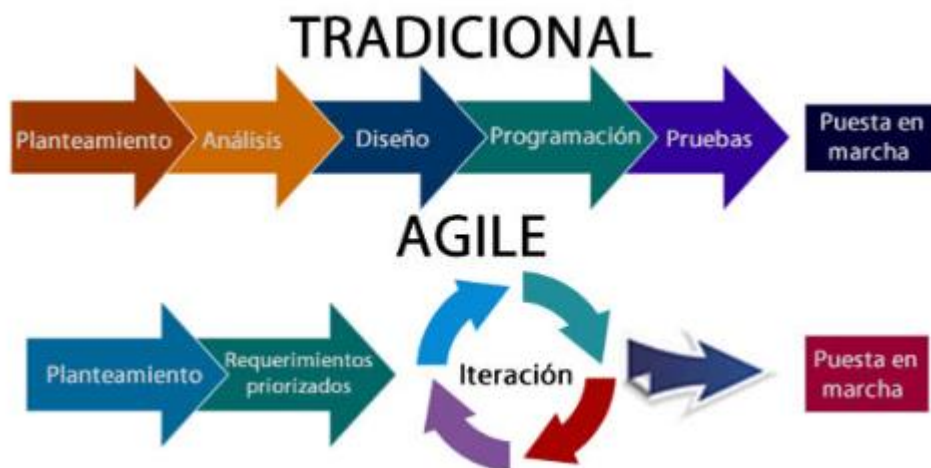 TRADICIONAL
Planteamiento
Análisis
Diseño
Programación
Pruebas
Puesta en
marcha
AGILE
Planteamiento
Requerimientos
priorizados
Iteración
Puesta en
marcha